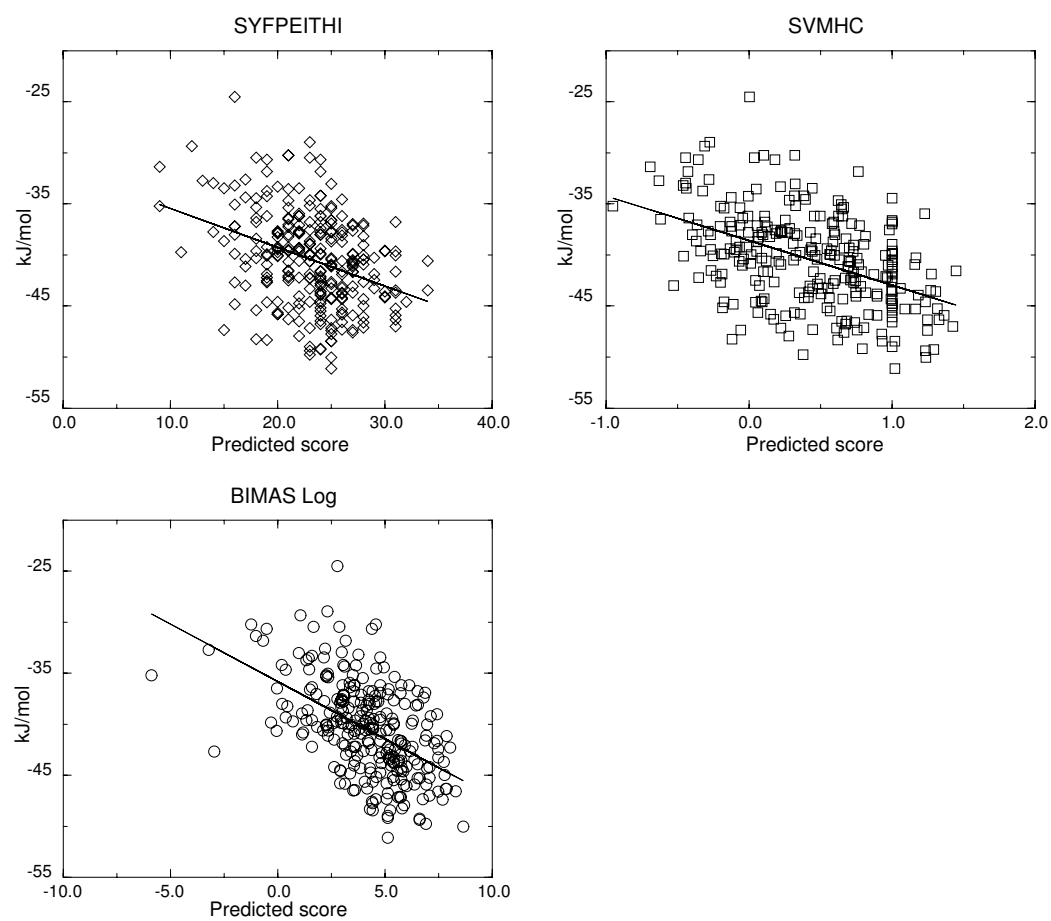 SYFPEITHI
-25
-35
-45
-55
kJ/mol
0.0 10.0 20.0 30.0 40.0
Predicted score
SVMHC
-25
-35
-45
-55
kJ/mol
-1.0 0.0 1.0 2.0
Predicted score
BIMAS Log
-25
-35
-45
-55
kJ/mol
-10.0 -5.0 0.0 5.0 10.0
Predicted score